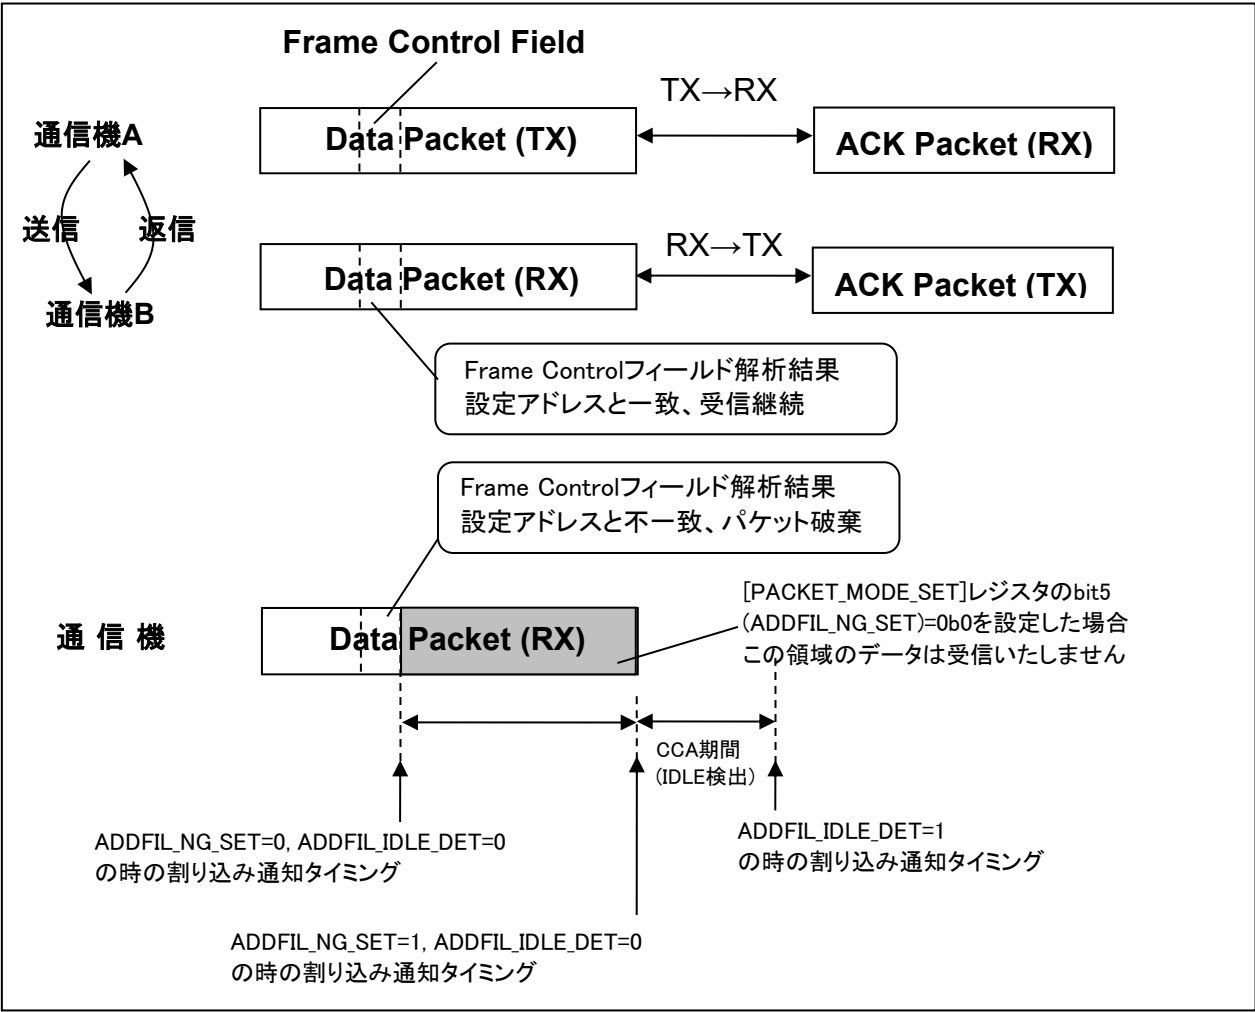 Frame Control Field
TX→RX
通信機A
Data Packet (TX)
ACK Packet (RX)
送信
返信
RX→TX
通信機B
Data Packet (RX)
ACK Packet (TX)
Frame Controlフィールド解析結果
設定アドレスと一致、受信継続
Frame Controlフィールド解析結果
設定アドレスと不一致、パケット破棄
[PACKET_MODE_SET]レジスタのbit5
(ADDFIL_NG_SET)=0b0を設定した場合
この領域のデータは受信いたしません
通 信 機
Data Packet (RX)
CCA期間
(IDLE検出)
ADDFIL_NG_SET=0, ADDFIL_IDLE_DET=0
の時の割り込み通知タイミング
ADDFIL_IDLE_DET=1
の時の割り込み通知タイミング
ADDFIL_NG_SET=1, ADDFIL_IDLE_DET=0
の時の割り込み通知タイミング